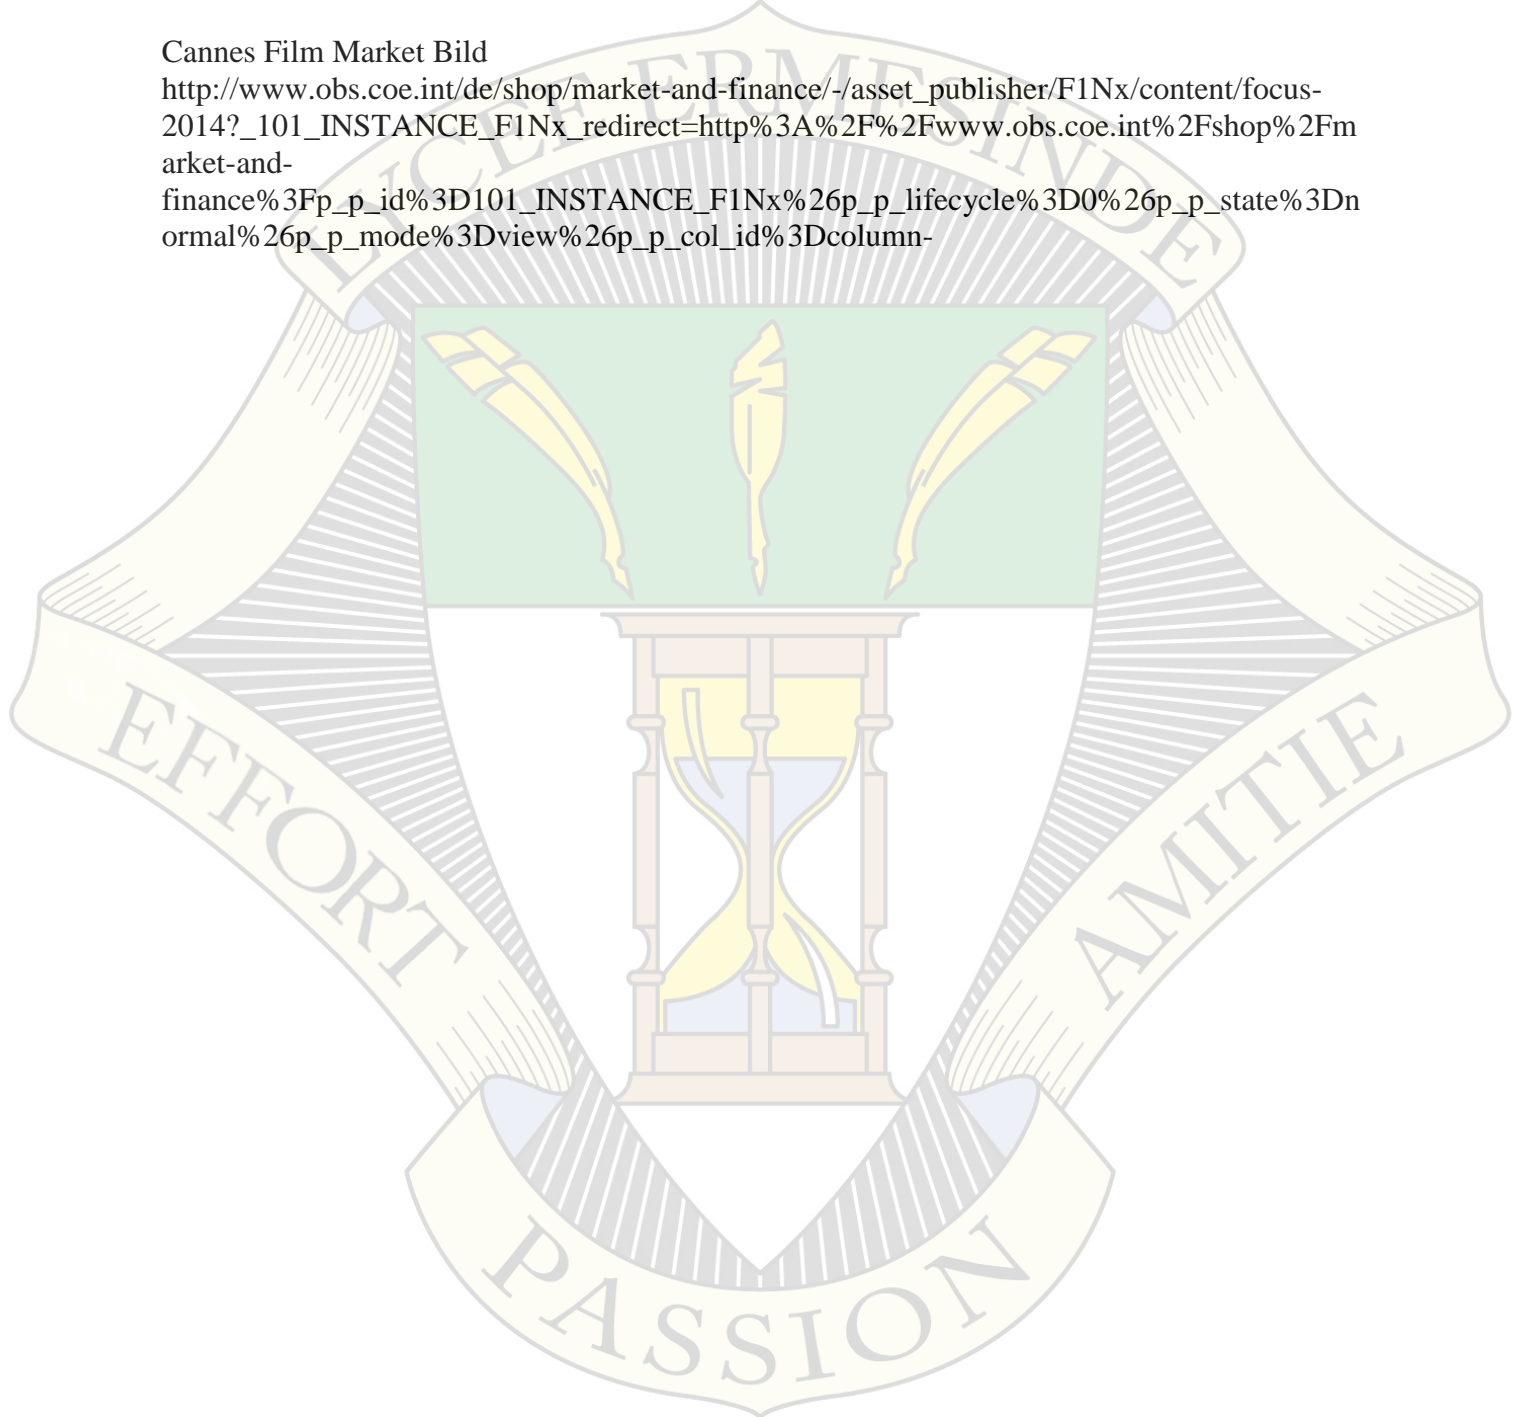 Cannes Film Market Bild
http://www.obs.coe.int/de/shop/market-and-finance/-/asset_publisher/F1Nx/content/focus-
2014?_101_INSTANCE_F1Nx_redirect=http%3A%2F%2Fwww.obs.coe.int%2Fshop%2Fm
arket-and-
finance%3Fp_p_id%3D101_INSTANCE_F1Nx%26p_p_lifecycle%3D0%26p_p_state%3Dn
ormal%26p_p_mode%3Dview%26p_p_col_id%3Dcolumn-
LYCEE ERMESINDE
EFFORT
AMITIE
PASSION